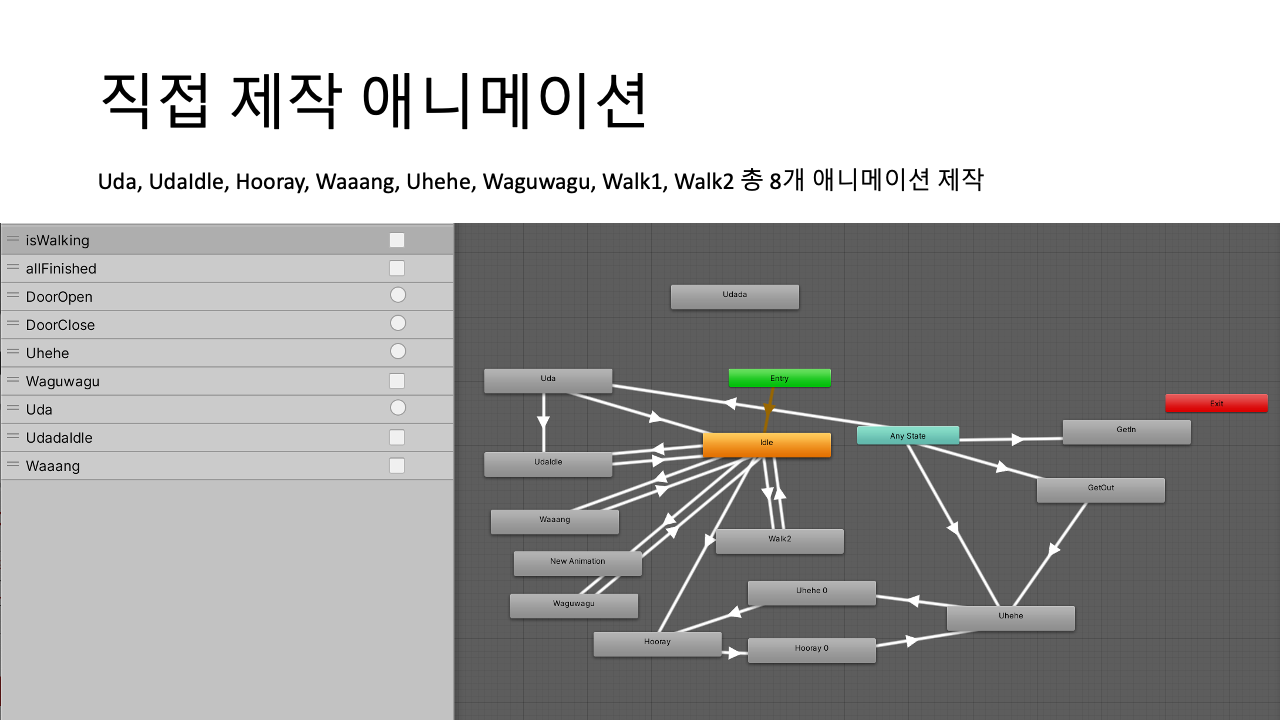 직접 제작 애니메이션
Uda, UdaIdle, Hooray, Waaang, Uhehe, Waguwagu, Walk1, Walk2 총 8개 애니메이션 제작
isWalking
allFinished
DoorOpen
DoorClose
Uhehe
Waguwagu
Uda
UdadaIdle
Waaang
Udada
Uda
Entry
Exit
GetIn
Any State
Idle
UdaIdle
GetOut
Waaang
Walk2
New Animation
Uhehe 0
Waguwagu
Uhehe
Hooray
Hooray 0